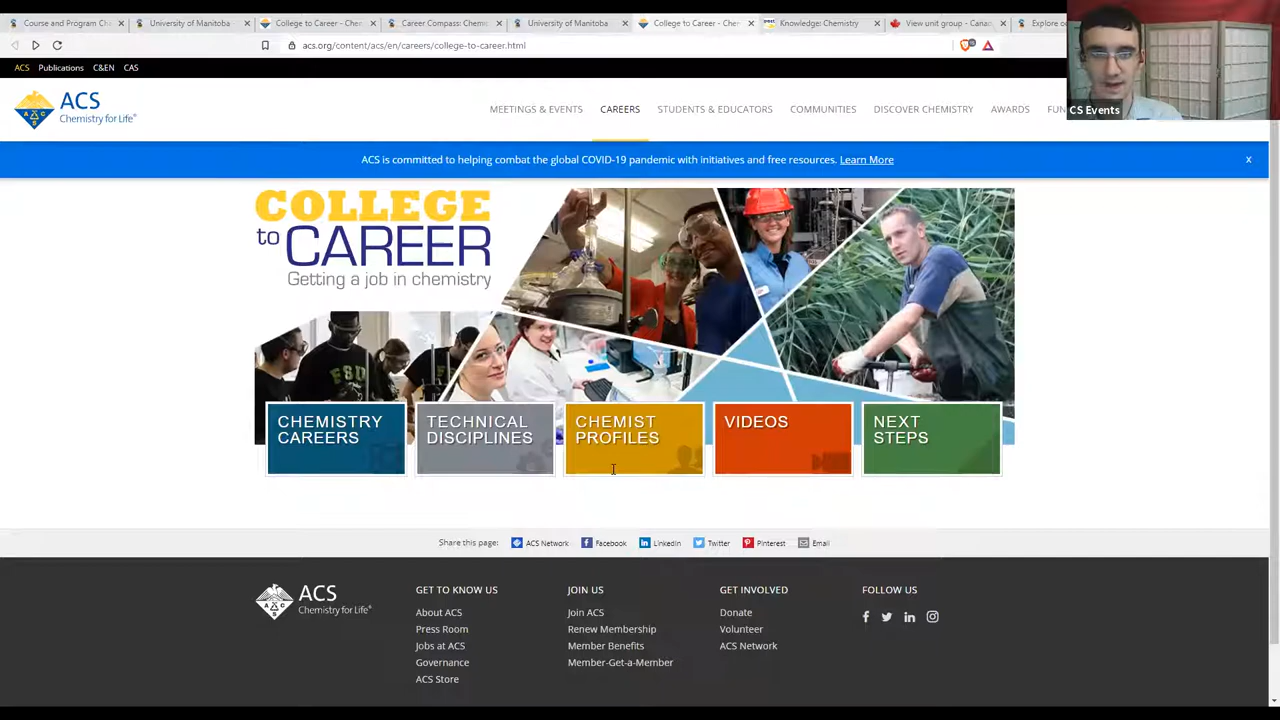 Course and Program Ch
University of Manitoba
College to Career - Chem
Career Compass: Chemi
University of Manitoba
College to Career - Chem
Knowledge: Chemistry
View unit group - Canad
Explore o
acs.org/content/acs/en/careers/college-to-career.html
ACS Publications C&EN CAS
ACS
Chemistry for Life®
MEETINGS & EVENTS CAREERS STUDENTS & EDUCATORS COMMUNITIES DISCOVER CHEMISTRY AWARDS FUN
CS Events
ACS is committed to helping combat the global COVID-19 pandemic with initiatives and free resources. Learn More x
COLLEGE
to CAREER
Getting a job in chemistry
FSU
CHEMISTRY
CAREERS
TECHNICAL
DISCIPLINES
CHEMIST
PROFILES
VIDEOS
NEXT
STEPS
Share this page: ACS Network Facebook LinkedIn Twitter Pinterest Email
ACS
Chemistry for Life®
GET TO KNOW US
About ACS
Press Room
Jobs at ACS
Governance
ACS Store
JOIN US
Join ACS
Renew Membership
Member Benefits
Member-Get-a-Member
GET INVOLVED
Donate
Volunteer
ACS Network
FOLLOW US